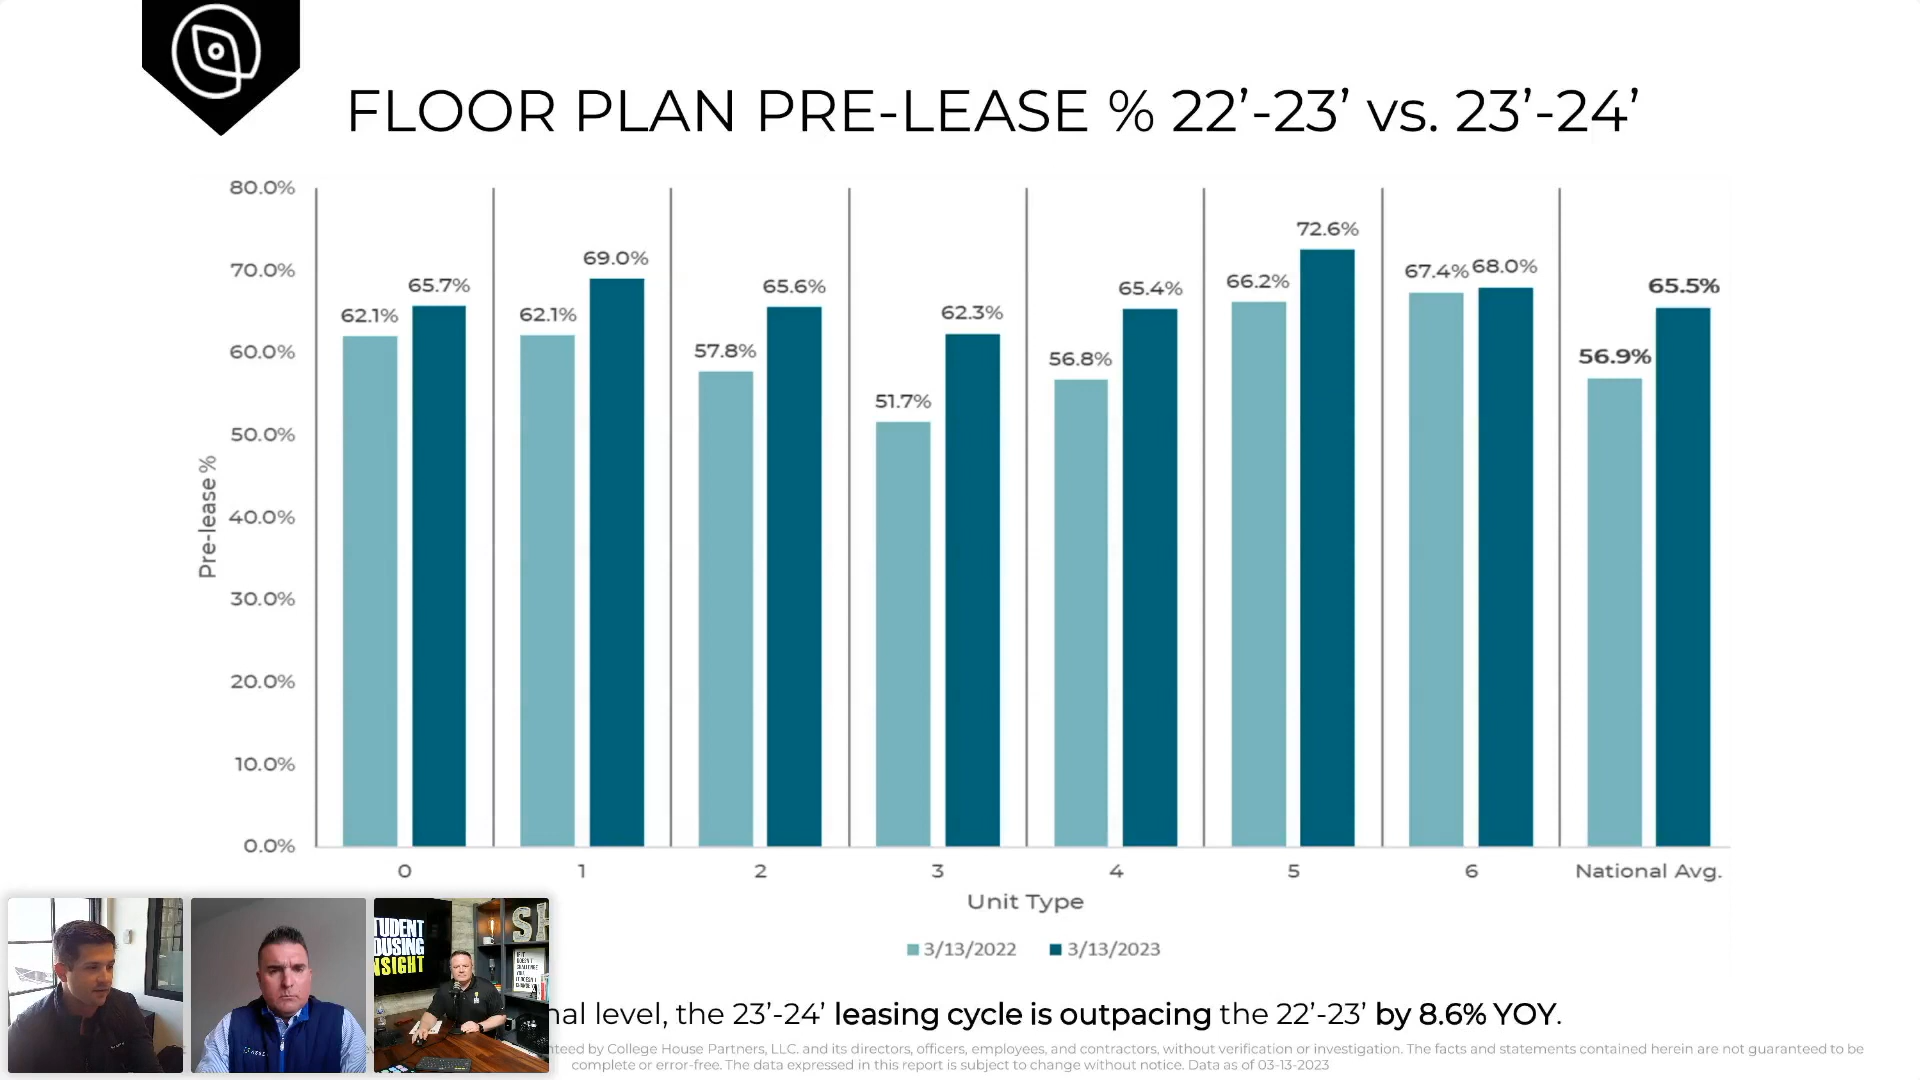 FLOOR PLAN PRE-LEASE % 22’-23’ vs. 23’-24’
80.0%
70.0%
60.0%
50.0%
40.0%
30.0%
20.0%
10.0%
0.0%
Pre-lease %
62.1% 65.7%
62.1% 69.0%
57.8% 65.6%
51.7% 62.3%
56.8% 65.4%
66.2% 72.6%
67.4% 68.0%
56.9% 65.5%
0 1 2 3 4 5 6 National Avg.
Unit Type
3/13/2022 3/13/2023
TUDENT
OUSING
NSIGHT
SH
nal level, the 23’-24’ leasing cycle is outpacing the 22’-23’ by 8.6% YOY.
nteed by College House Partners, LLC. and its directors, officers, employees, and contractors, without verification or investigation. The facts and statements contained herein are not guaranteed to be
complete or error-free. The data expressed in this report is subject to change without notice. Data as of 03-13-2023